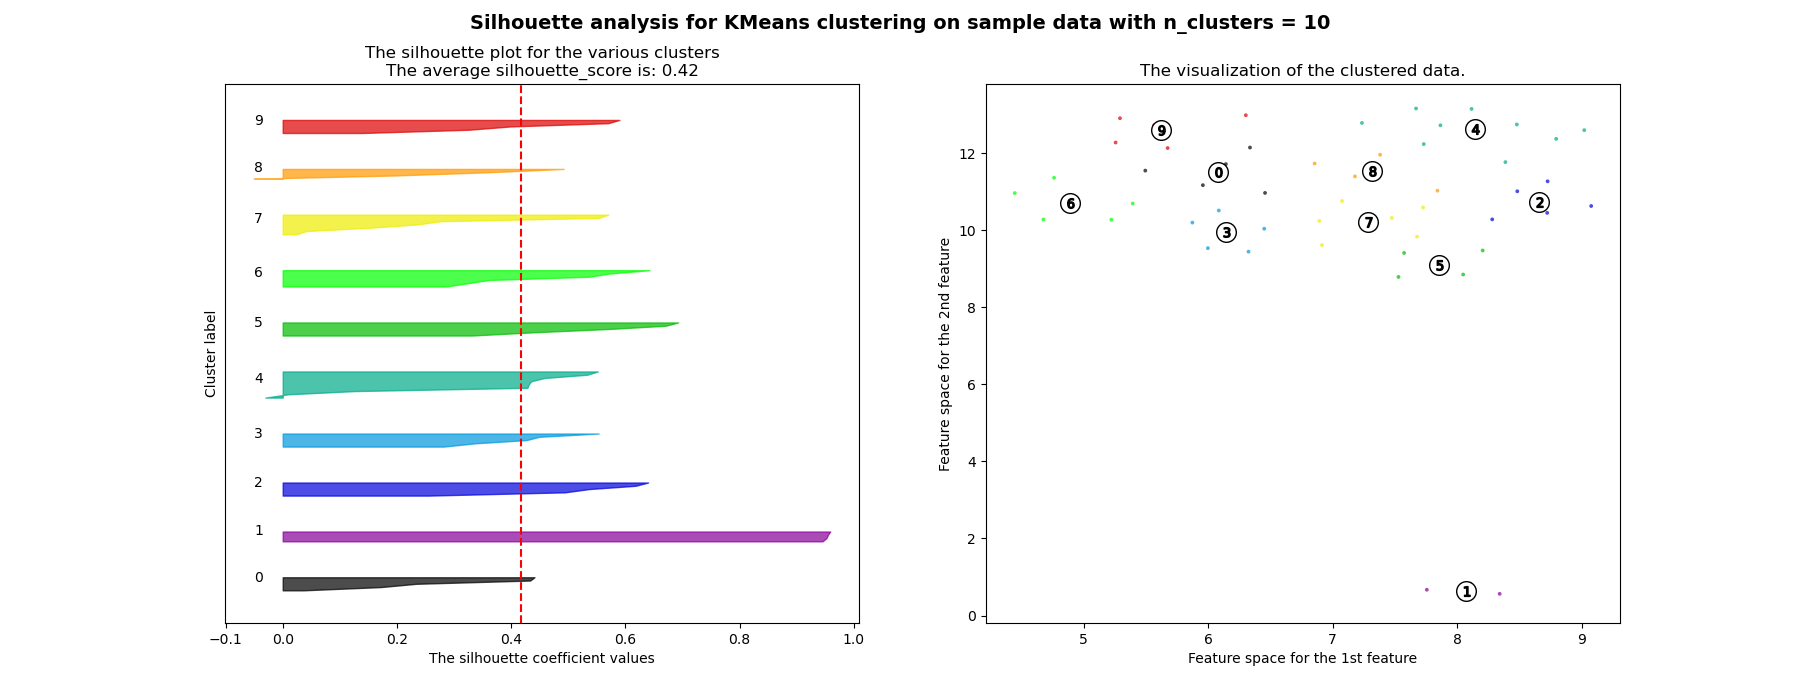 Silhouette analysis for KMeans clustering on sample data with n_clusters = 10
The silhouette plot for the various clusters
The average silhouette_score is: 0.42
9
8
7
6
5
4
3
2
1
0
Cluster label
−0.1 0.0 0.2 0.4 0.6 0.8 1.0
The silhouette coefficient values
The visualization of the clustered data.
12
10
8
6
4
2
0
Feature space for the 2nd feature
9
4
0
8
6
2
7
3
5
1
5 6 7 8 9
Feature space for the 1st feature